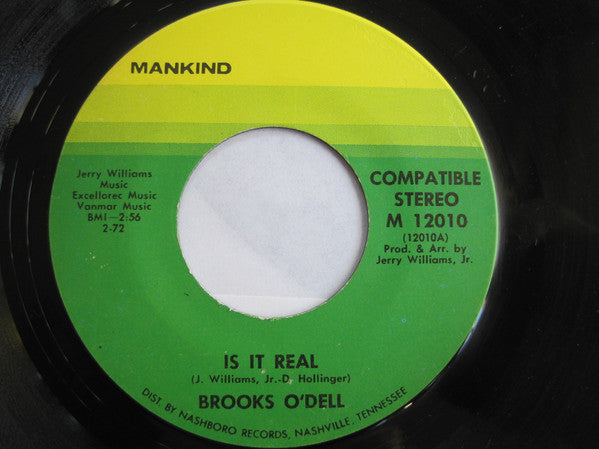 MANKIND
Jerry Williams
Music
Excellorec Music
Vanmar Music
BMI—2:56
2-72
COMPATIBLE
STEREO
M 12010
(12010A)
Prod. & Arr. by
Jerry Williams, Jr.
IS IT REAL
(J. Williams, Jr.-D. Hollinger)
BROOKS O'DELL
DIST. BY NASHBORO RECORDS, NASHVILLE, TENNESSEE